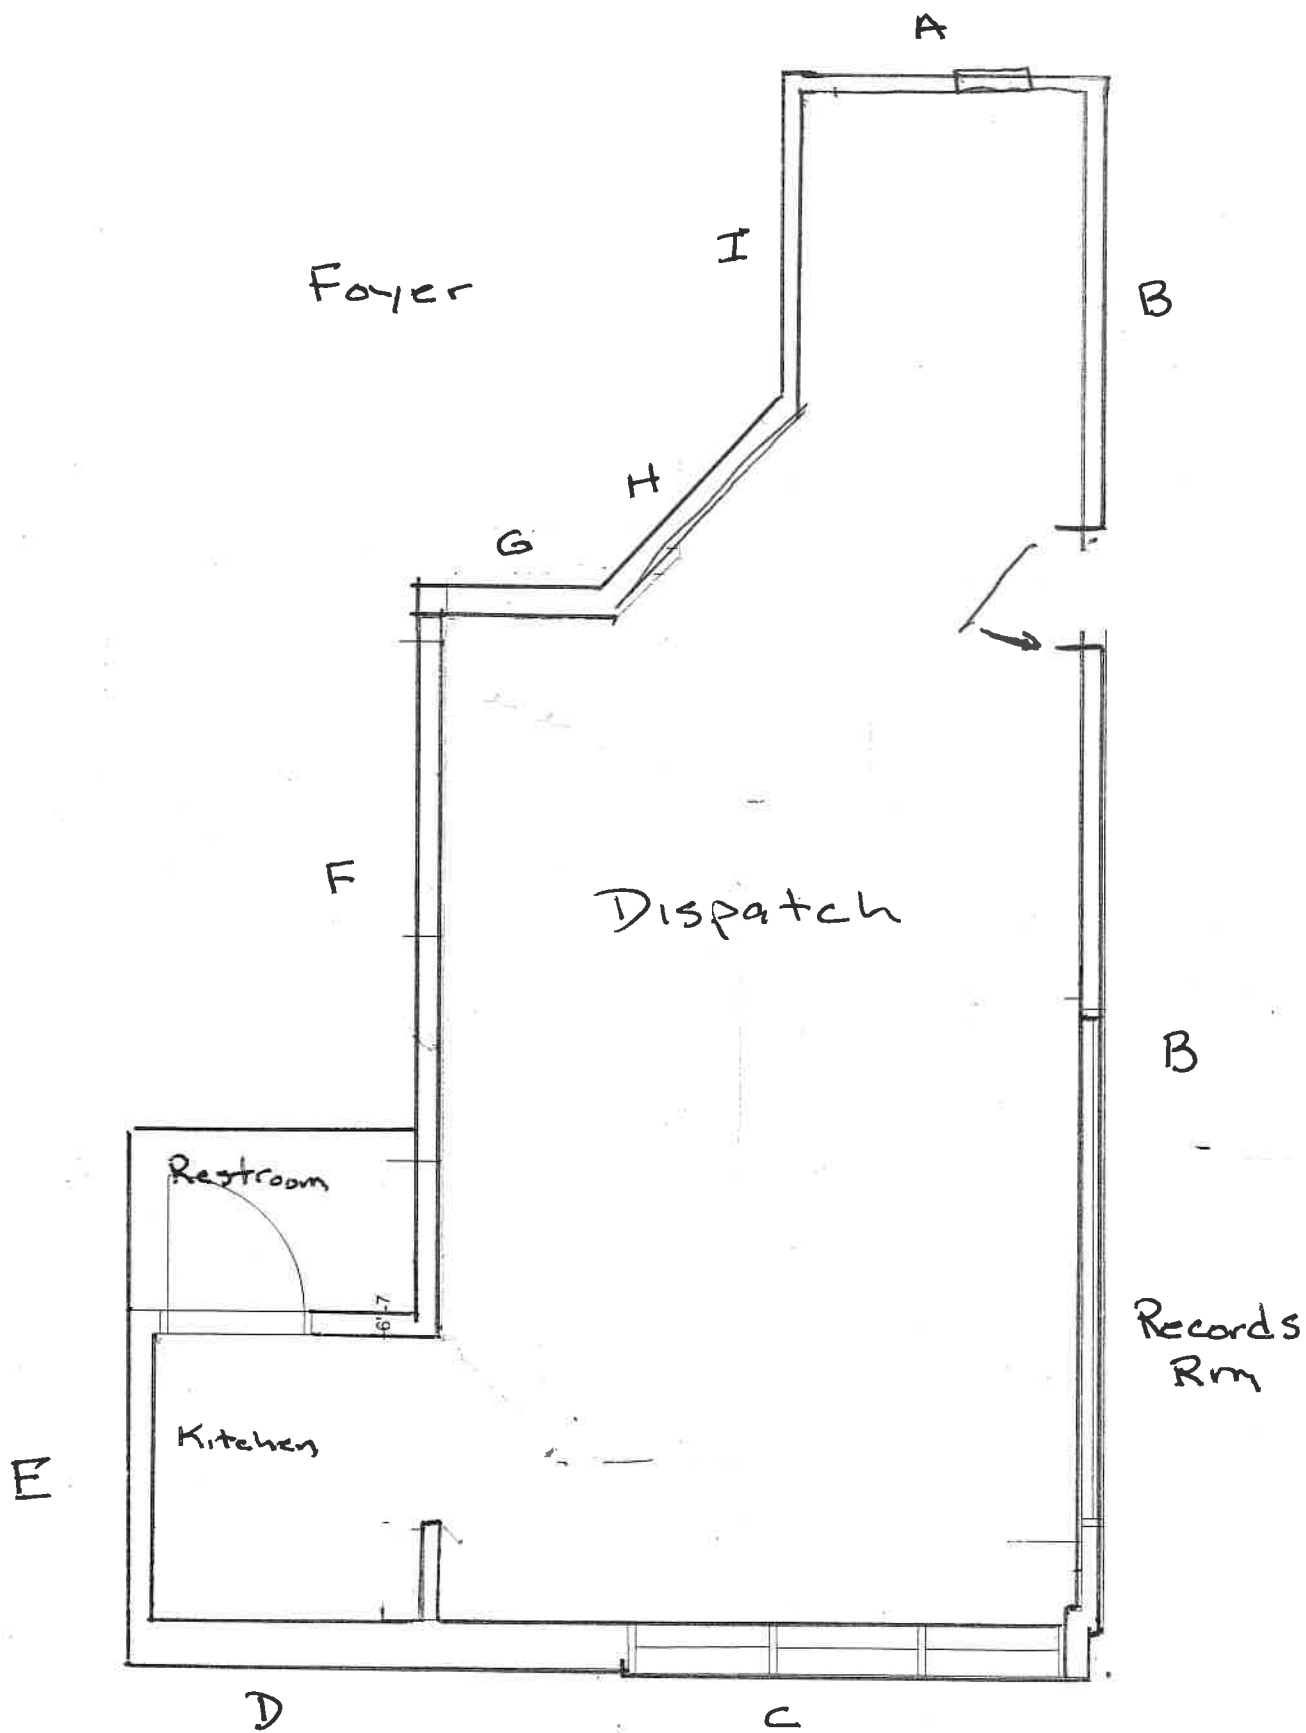 A
I
Foyer
B
H
G
F
Dispatch
B
Restroom
6'-7
Records
Rm
Kitchen
E
D
C